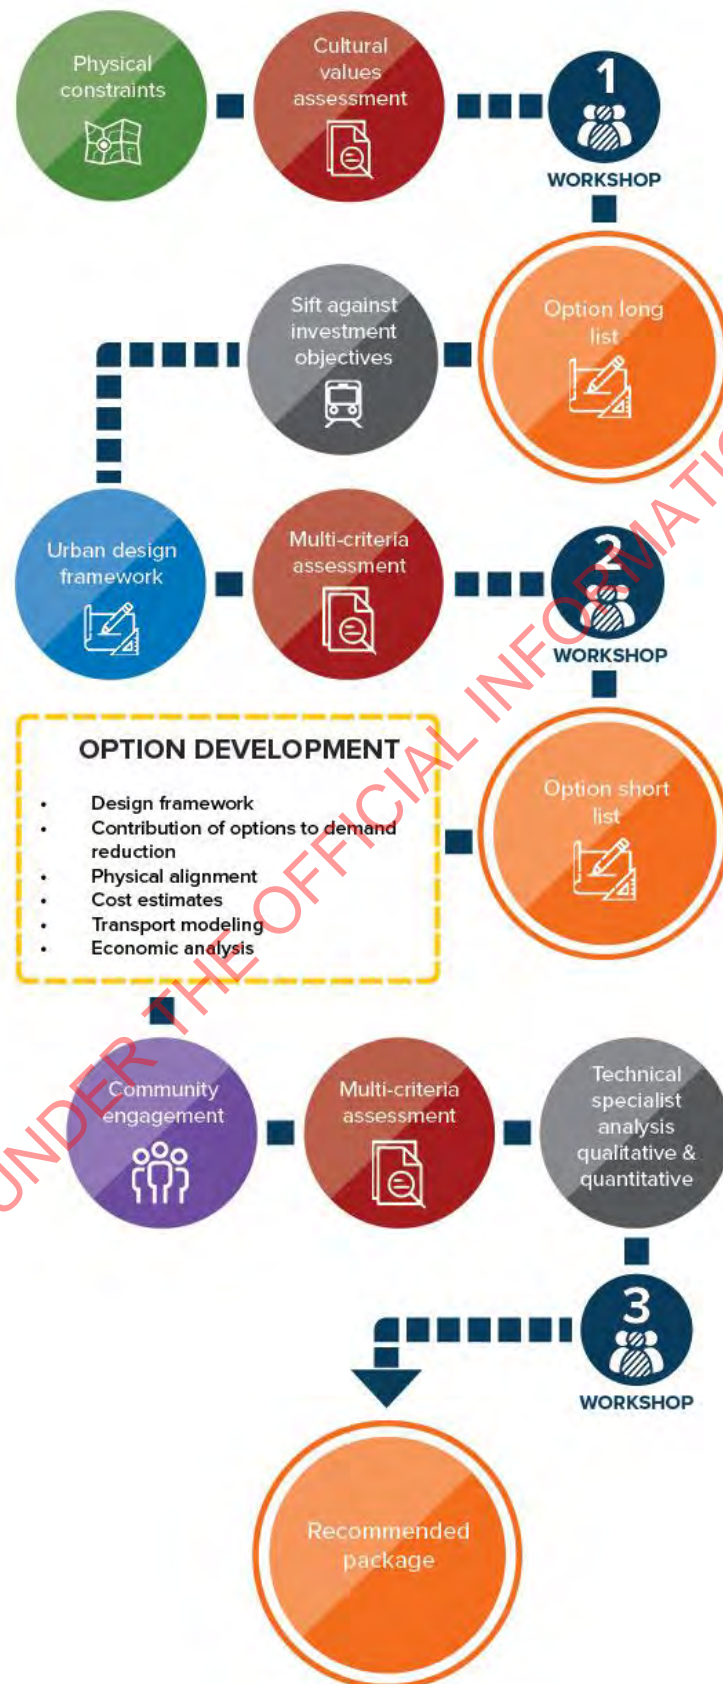 Physical
constraints
Cultural
values
assessment
1
WORKSHOP
Option long
list
Sift against
investment
objectives
Urban design
framework
Multi-criteria
assessment
2
WORKSHOP
Option short
list
OPTION DEVELOPMENT
• Design framework
• Contribution of options to demand
reduction
• Physical alignment
• Cost estimates
• Transport modeling
• Economic analysis
Community
engagement
Multi-criteria
assessment
Technical
specialist
analysis
qualitative &
quantitative
3
WORKSHOP
Recommended
package
UNDER THE OFFICIAL INFORMATIO